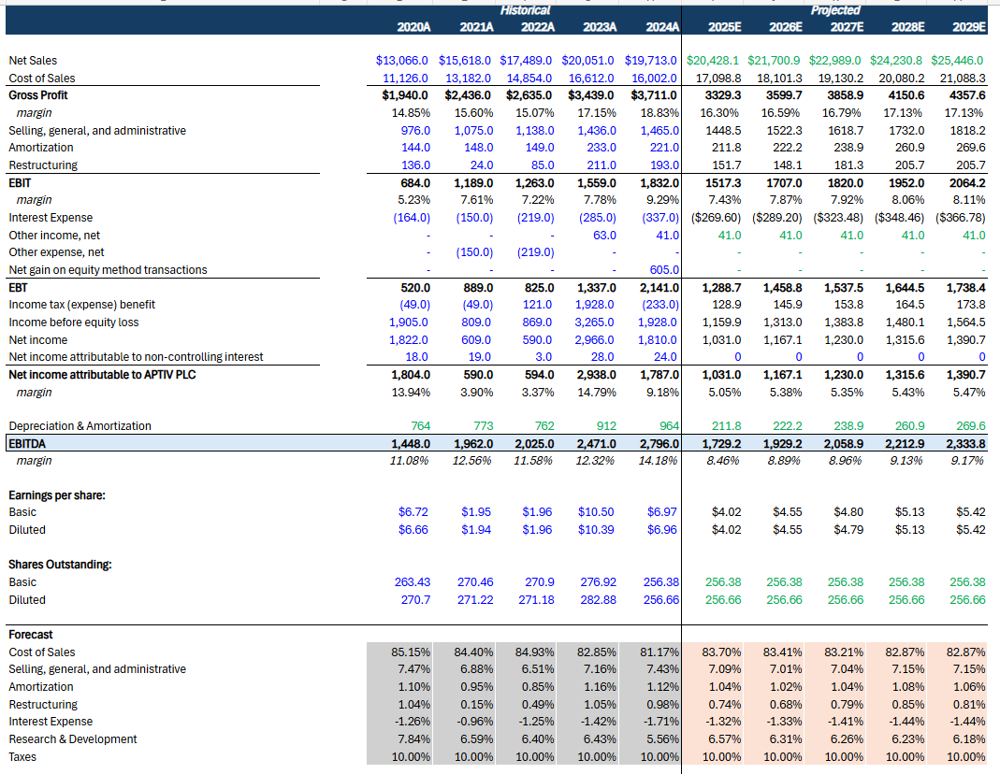 Historical Projected
2020A 2021A 2022A 2023A 2024A 2025E 2026E 2027E 2028E 2029E
Net Sales $13,066.0 $15,618.0 $17,489.0 $20,051.0 $19,713.0 $20,428.1 $21,700.9 $22,989.0 $24,230.8 $25,446.0
Cost of Sales 11,126.0 13,182.0 14,854.0 16,612.0 16,002.0 17,098.8 18,101.3 19,130.2 20,080.2 21,088.3
Gross Profit $1,940.0 $2,436.0 $2,635.0 $3,439.0 $3,711.0 3329.3 3599.7 3858.9 4150.6 4357.6
margin 14.85% 15.60% 15.07% 17.15% 18.83% 16.30% 16.59% 16.79% 17.13% 17.13%
Selling, general, and administrative 976.0 1,075.0 1,138.0 1,436.0 1,465.0 1448.5 1522.3 1618.7 1732.0 1818.2
Amortization 144.0 148.0 149.0 233.0 221.0 211.8 222.2 238.9 260.9 269.6
Restructuring 136.0 24.0 85.0 211.0 193.0 151.7 148.1 181.3 205.7 205.7
EBIT 684.0 1,189.0 1,263.0 1,559.0 1,832.0 1517.3 1707.0 1820.0 1952.0 2064.2
margin 5.23% 7.61% 7.22% 7.78% 9.29% 7.43% 7.87% 7.92% 8.06% 8.11%
Interest Expense (164.0) (150.0) (219.0) (285.0) (337.0) ($269.60) ($289.20) ($323.48) ($348.46) ($366.78)
Other income, net - - - 63.0 41.0 41.0 41.0 41.0 41.0 41.0
Other expense, net - (150.0) (219.0) - - - - - - -
Net gain on equity method transactions - - - - 605.0 - - - - -
EBT 520.0 889.0 825.0 1,337.0 2,141.0 1,288.7 1,458.8 1,537.5 1,644.5 1,738.4
Income tax (expense) benefit (49.0) (49.0) 121.0 1,928.0 (233.0) 128.9 145.9 153.8 164.5 173.8
Income before equity loss 1,905.0 809.0 869.0 3,265.0 1,928.0 1,159.9 1,313.0 1,383.8 1,480.1 1,564.5
Net income 1,822.0 609.0 590.0 2,966.0 1,810.0 1,031.0 1,167.1 1,230.0 1,315.6 1,390.7
Net income attributable to non-controlling interest 18.0 19.0 3.0 28.0 24.0 0 0 0 0 0
Net income attributable to APTIV PLC 1,804.0 590.0 594.0 2,938.0 1,787.0 1,031.0 1,167.1 1,230.0 1,315.6 1,390.7
margin 13.94% 3.90% 3.37% 14.79% 9.18% 5.05% 5.38% 5.35% 5.43% 5.47%
Depreciation & Amortization 764 773 762 912 964 211.8 222.2 238.9 260.9 269.6
EBITDA 1,448.0 1,962.0 2,025.0 2,471.0 2,796.0 1,729.2 1,929.2 2,058.9 2,212.9 2,333.8
margin 11.08% 12.56% 11.58% 12.32% 14.18% 8.46% 8.89% 8.96% 9.13% 9.17%
Earnings per share:
Basic $6.72 $1.95 $1.96 $10.50 $6.97 $4.02 $4.55 $4.80 $5.13 $5.42
Diluted $6.66 $1.94 $1.96 $10.39 $6.96 $4.02 $4.55 $4.79 $5.13 $5.42
Shares Outstanding:
Basic 263.43 270.46 270.9 276.92 256.38 256.38 256.38 256.38 256.38 256.38
Diluted 270.7 271.22 271.18 282.88 256.66 256.66 256.66 256.66 256.66 256.66
Forecast
Cost of Sales 85.15% 84.40% 84.93% 82.85% 81.17% 83.70% 83.41% 83.21% 82.87% 82.87%
Selling, general, and administrative 7.47% 6.88% 6.51% 7.16% 7.43% 7.09% 7.01% 7.04% 7.15% 7.15%
Amortization 1.10% 0.95% 0.85% 1.16% 1.12% 1.04% 1.02% 1.04% 1.08% 1.06%
Restructuring 1.04% 0.15% 0.49% 1.05% 0.98% 0.74% 0.68% 0.79% 0.85% 0.81%
Interest Expense -1.26% -0.96% -1.25% -1.42% -1.71% -1.32% -1.33% -1.41% -1.44% -1.44%
Research & Development 7.84% 6.59% 6.40% 6.43% 5.56% 6.57% 6.31% 6.26% 6.23% 6.18%
Taxes 10.00% 10.00% 10.00% 10.00% 10.00% 10.00% 10.00% 10.00% 10.00% 10.00%